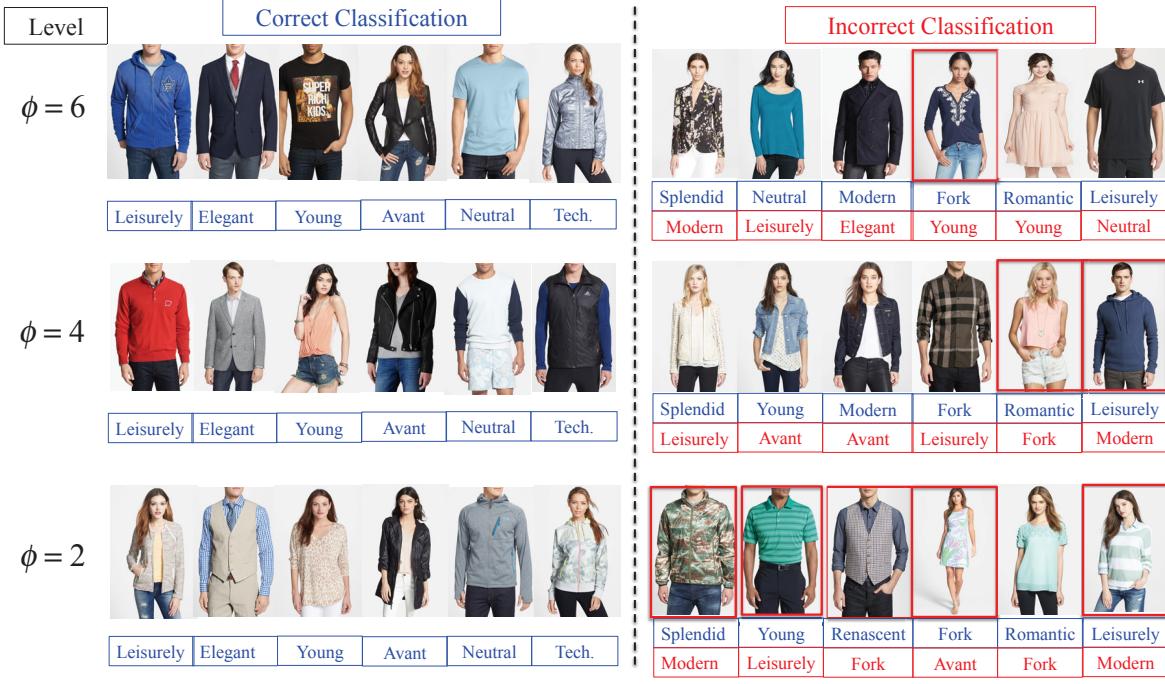 Level
Correct Classification
Incorrect Classification
ϕ = 6
SUPER
RICH
KIDS
Leisurely Elegant Young Avant Neutral Tech.
Splendid Neutral Modern Fork Romantic Leisurely
Modern Leisurely Elegant Young Young Neutral
ϕ = 4
Leisurely Elegant Young Avant Neutral Tech.
Splendid Young Modern Fork Romantic Leisurely
Leisurely Avant Avant Leisurely Fork Modern
ϕ = 2
Leisurely Elegant Young Avant Neutral Tech.
Splendid Young Renascent Fork Romantic Leisurely
Modern Leisurely Fork Avant Fork Modern